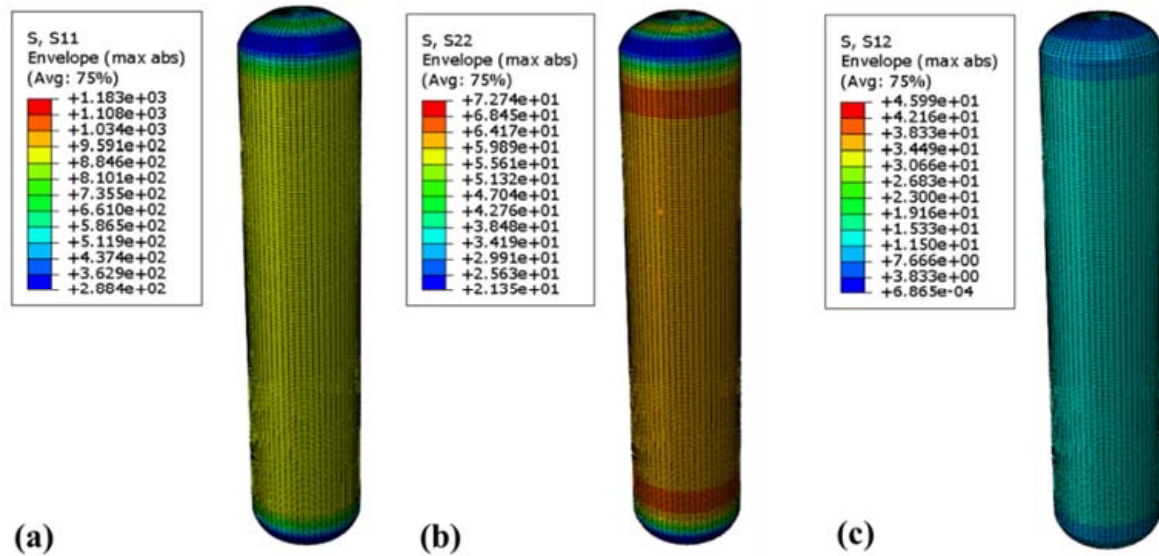 S, S11
Envelope (max abs)
(Avg: 75%)
+1.183e+03
+1.108e+03
+1.034e+03
+9.591e+02
+8.846e+02
+8.101e+02
+7.355e+02
+6.610e+02
+5.865e+02
+5.119e+02
+4.374e+02
+3.629e+02
+2.884e+02
(a)
S, S22
Envelope (max abs)
(Avg: 75%)
+7.274e+01
+6.845e+01
+6.417e+01
+5.989e+01
+5.561e+01
+5.132e+01
+4.704e+01
+4.276e+01
+3.848e+01
+3.419e+01
+2.991e+01
+2.563e+01
+2.135e+01
(b)
S, S12
Envelope (max abs)
(Avg: 75%)
+4.599e+01
+4.216e+01
+3.833e+01
+3.449e+01
+3.066e+01
+2.683e+01
+2.300e+01
+1.916e+01
+1.533e+01
+1.150e+01
+7.666e+00
+3.833e+00
+6.865e-04
(c)